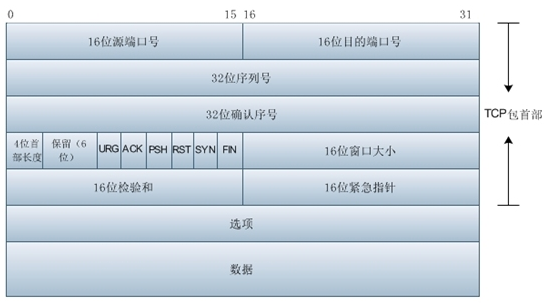 0 15 16 31
16位源端口号 16位目的端口号
32位序列号
32位确认序号
TCP包首部
4位首部长度 保留（6位） URG ACK PSH RST SYN FIN 16位窗口大小
16位检验和 16位紧急指针
选项
数据